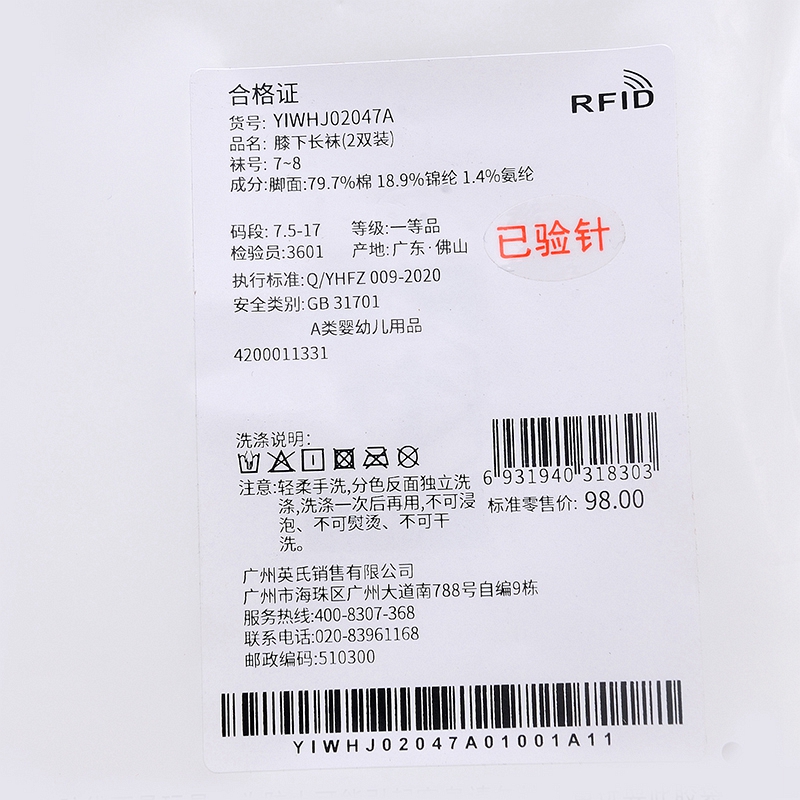 合格证
RFID
货号: YIWHJ02047A
品名: 膝下长袜(2双装)
袜号: 7~8
成分:脚面:79.7%棉 18.9%锦纶 1.4%氨纶
码段: 7.5-17 等级:一等品
检验员:3601 产地:广东·佛山
已验针
执行标准:Q/YHFZ 009-2020
安全类别:GB 31701
A类婴幼儿用品
4200011331
洗涤说明:
注意:轻柔手洗,分色反面独立洗
涤,洗涤一次后再用,不可浸
泡、不可熨烫、不可干
洗。
6 931940 318303
标准零售价: 98.00
广州英氏销售有限公司
广州市海珠区广州大道南788号自编9栋
服务热线:400-8307-368
联系电话:020-83961168
邮政编码:510300
YIWHJ02047A01001A11